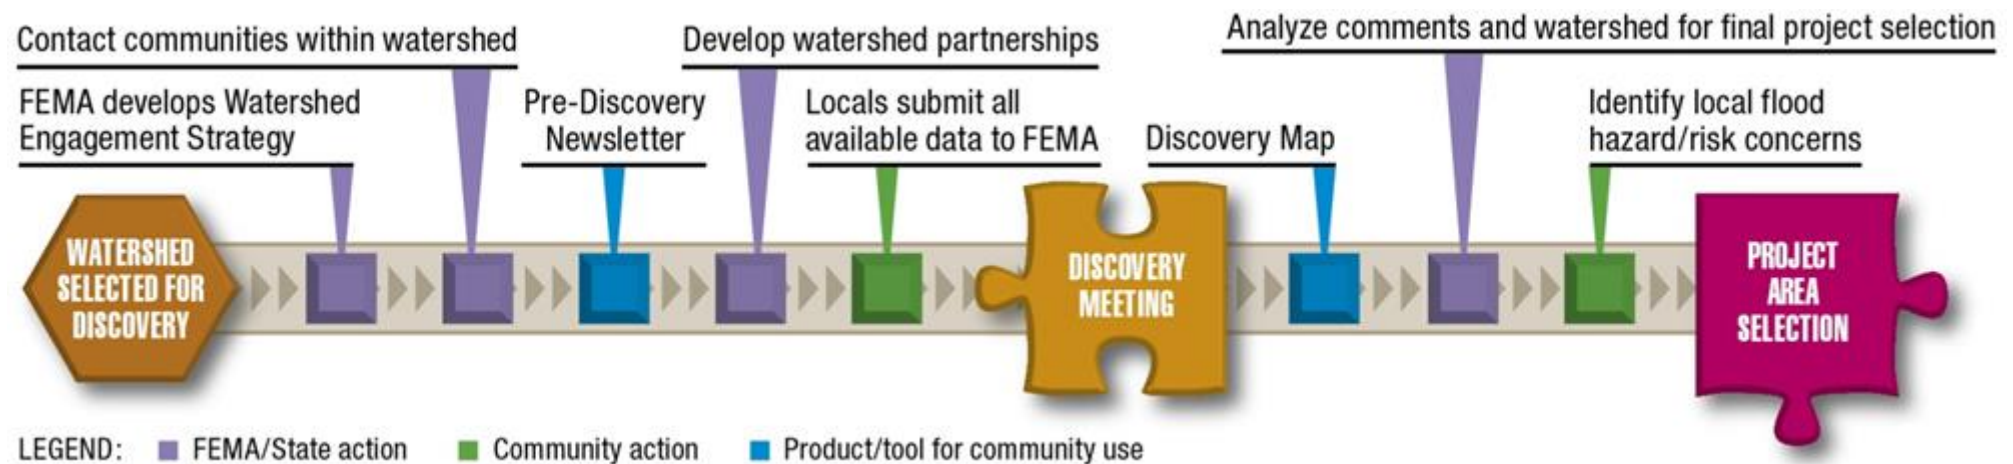 Contact communities within watershed
FEMA develops Watershed
Engagement Strategy
Pre-Discovery
Newsletter
Develop watershed partnerships
Locals submit all
available data to FEMA
Discovery Map
Analyze comments and watershed for final project selection
Identify local flood
hazard/risk concerns
WATERSHED
SELECTED FOR
DISCOVERY
DISCOVERY
MEETING
PROJECT
AREA
SELECTION
LEGEND: FEMA/State action Community action Product/tool for community use